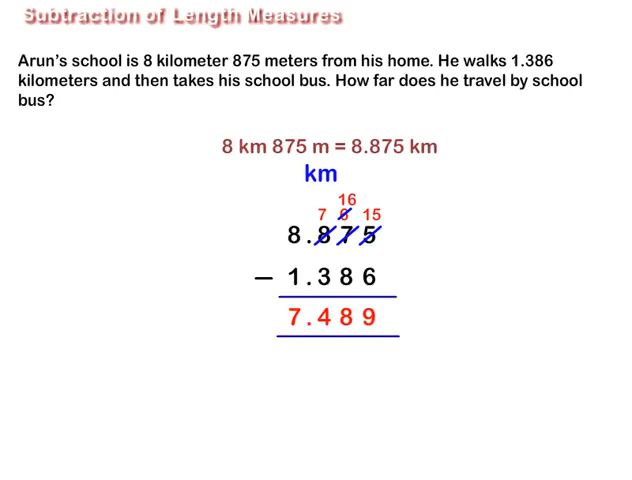 Subtraction of Length Measures
Arun's school is 8 kilometer 875 meters from his home. He walks 1.386
kilometers and then takes his school bus. How far does he travel by school
bus?
8 km 875 m = 8.875 km
km
16
7 6 15
8.875
– 1.386
7.489